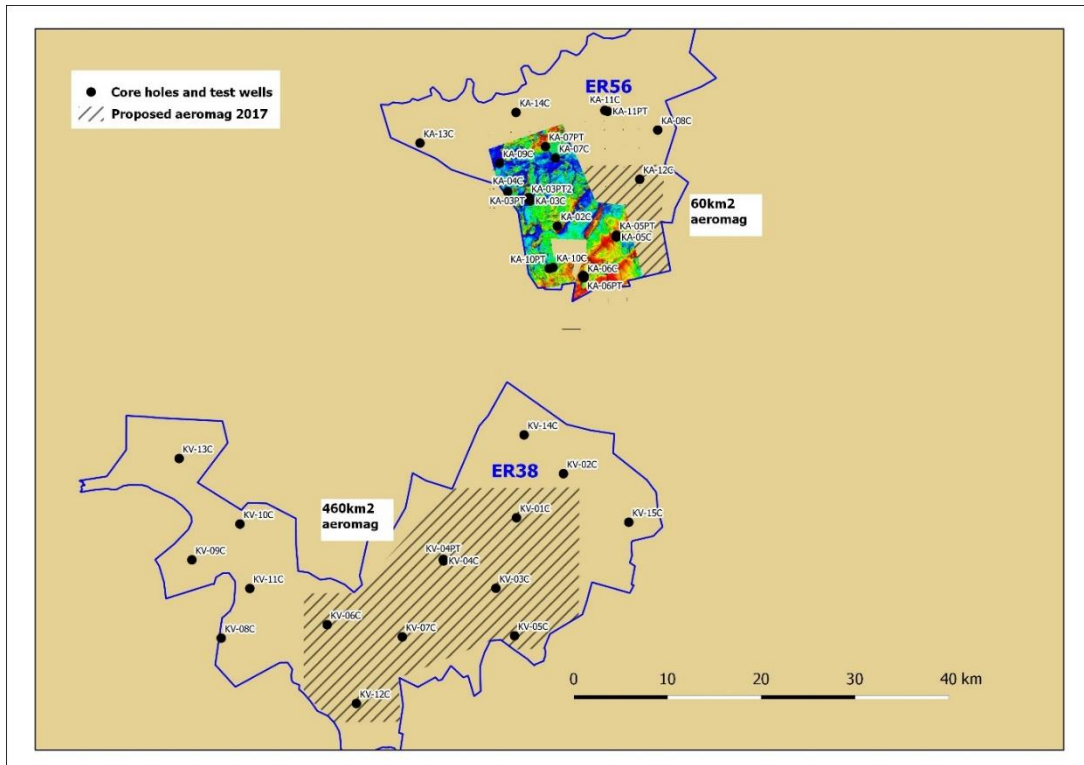 Core holes and test wells
Proposed aeromag 2017
ER56
KA-14C
KA-11C
KA-11PT
KA-08C
KA-13C
KA-07PT
KA-07C
KA-09C
KA-12C
KA-04C
KA-03PT2
KA-03PT
KA-03C
60km2
aeromag
KA-02C
KA-05PT
KA-05C
KA-10PT
KA-10C
KA-06C
KA-06PT
KV-14C
KV-13C
ER38
KV-02C
460km2
aeromag
KV-01C
KV-15C
KV-10C
KV-04PT
KV-04C
KV-09C
KV-11C
KV-03C
KV-06C
KV-07C
KV-05C
KV-08C
KV-12C
0 10 20 30 40 km